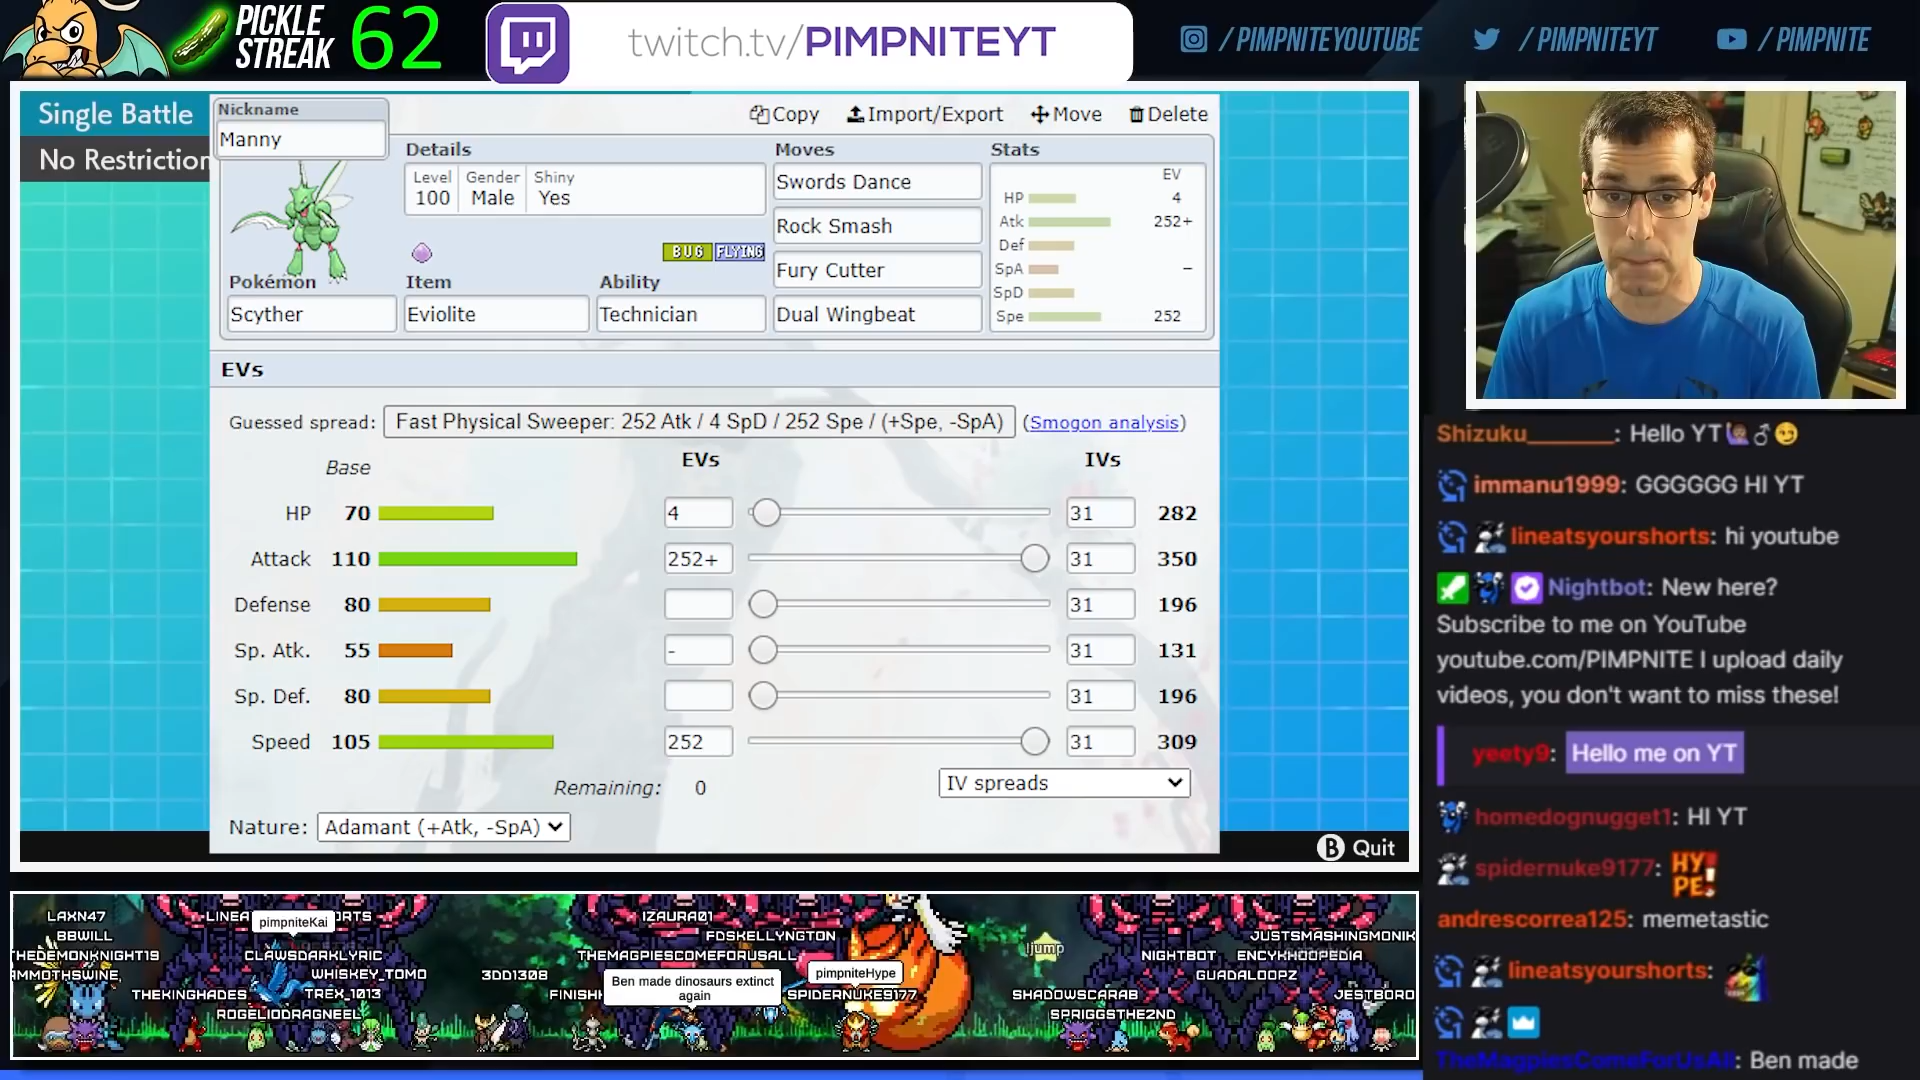 PICKLE
STREAK 62
twitch.tv/PIMPNITEYT
/PIMPNITEYOUTUBE
/PIMPNITEYT
/PIMPNITE
Single Battle
No Restriction
Nickname
Manny
Copy Import/Export Move Delete
Details
Level Gender Shiny
100 Male Yes
BUG FLYING
Pokémon Item Ability
Scyther Eviolite Technician
Moves
Swords Dance
Rock Smash
Fury Cutter
Dual Wingbeat
Stats
EV
HP 4
Atk 252+
Def
SpA –
SpD
Spe 252
EVs
Guessed spread: Fast Physical Sweeper: 252 Atk / 4 SpD / 252 Spe / (+Spe, -SpA) (Smogon analysis)
Base EVs IVs
HP 70 4 31 282
Attack 110 252+ 31 350
Defense 80 31 196
Sp. Atk. 55 - 31 131
Sp. Def. 80 31 196
Speed 105 252 31 309
Remaining: 0
IV spreads
Nature: Adamant (+Atk, -SpA)
B Quit
Shizuku_______: Hello YT
immanu1999: GGGGGG HI YT
lineatsyourshorts: hi youtube
Nightbot: New here?
Subscribe to me on YouTube
youtube.com/PIMPNITE I upload daily
videos, you don't want to miss these!
yeety9: Hello me on YT
homedognugget1: HI YT
spidernuke9177: HYPE!
andrescorrea125: memetastic
lineatsyourshorts:
TheMagpiesComeForUsAll: Ben made
LAXN47
BBWILL
THEDEMONKNIGHT19
AMMOTHSWINE
THEKINGHADES
pimpniteKai
CLAWSDARKLYRIC
WHISKEY_TOMO
TREX_1013
ROGELIODRAGNEEL
3DD1308
IZAURA01
FDSKELLYNGTON
THEMAGPIESCOMEFORUSALL
Ben made dinosaurs extinct
again
pimpniteHype
SPIDERNUKE9177
!jump
JUSTSMASHINGMONIK
NIGHTBOT
ENCYKHOOPEDIA
GUADALOOPZ
SHADOWSCARAB
JESTBORO
SPRIGGSTHE2ND